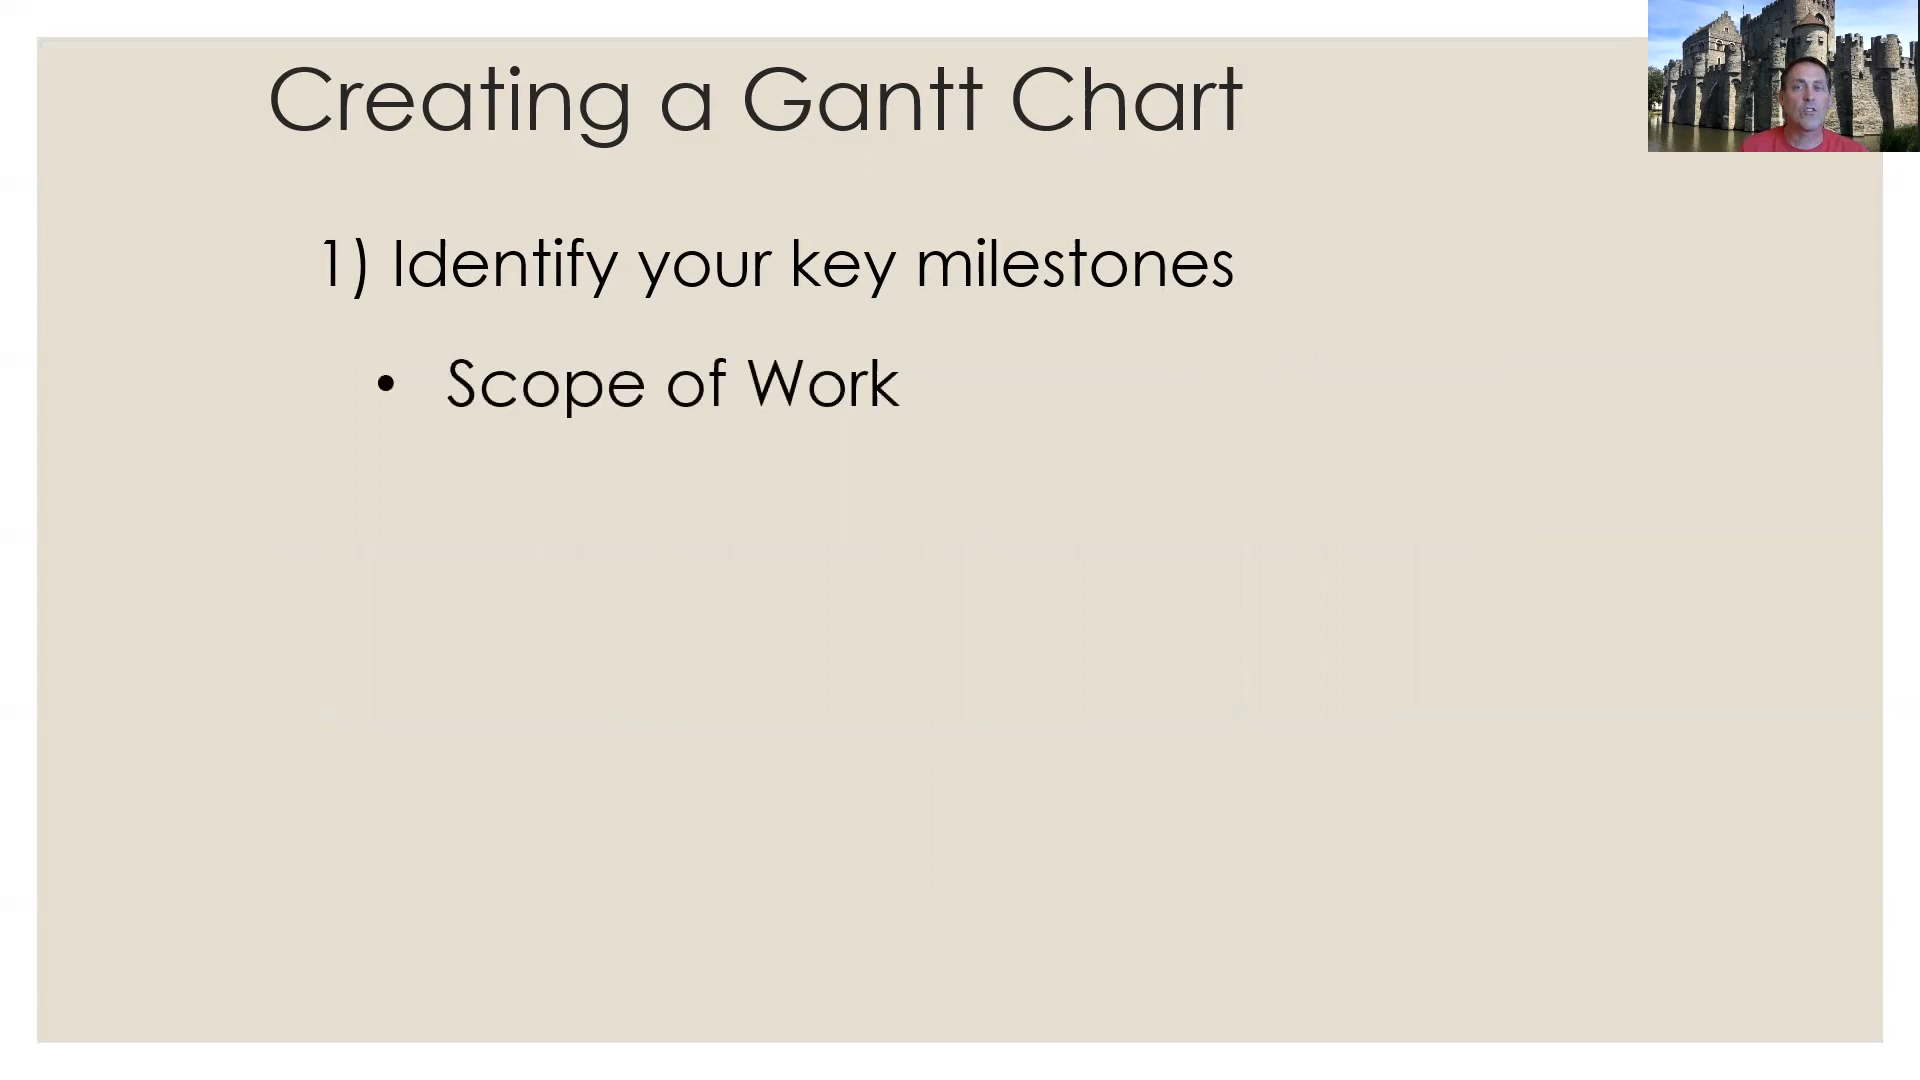 Creating a Gantt Chart
1) Identify your key milestones
• Scope of Work